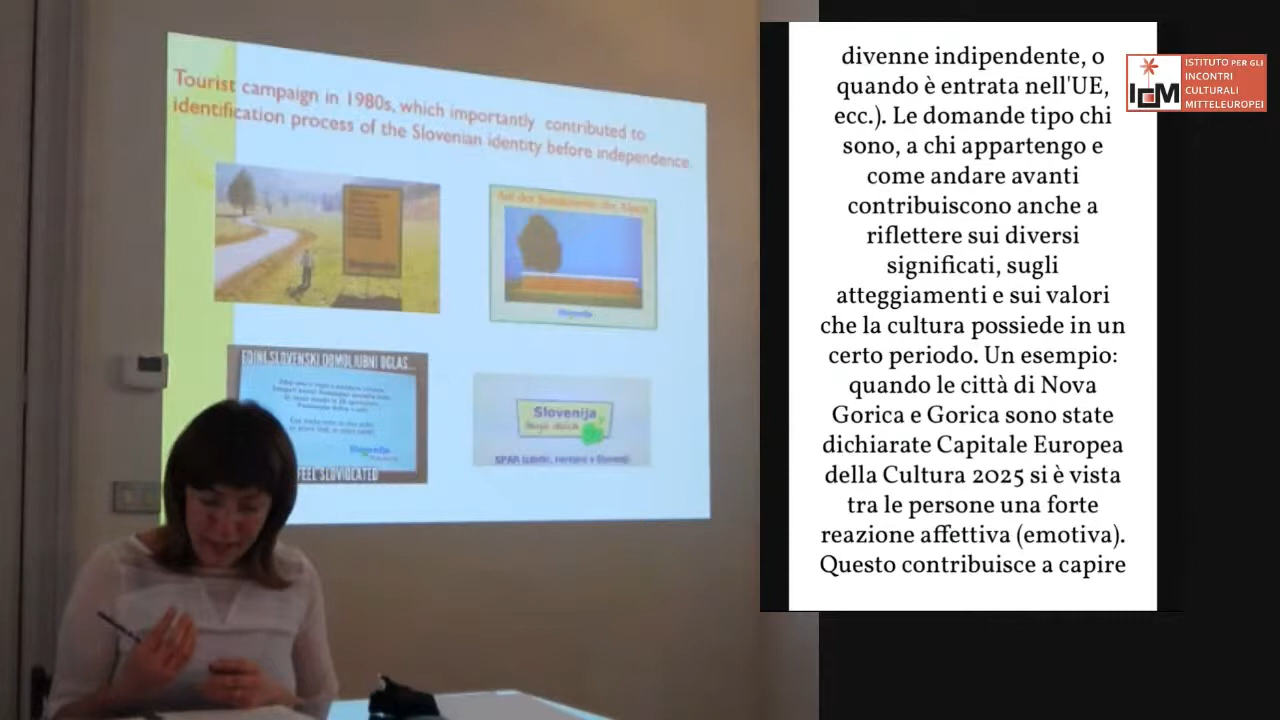 Tourist campaign in 1980s, which importantly contributed to
identification process of the Slovenian identity before independence.
EDINI SLOVENSKI DOMOLJUBNI OGLAS...
FEEL SLOVIOLATED
Slovenija
divenne indipendente, o
quando è entrata nell'UE,
ecc.). Le domande tipo chi
sono, a chi appartengo e
come andare avanti
contribuiscono anche a
riflettere sui diversi
significati, sugli
atteggiamenti e sui valori
che la cultura possiede in un
certo periodo. Un esempio:
quando le città di Nova
Gorica e Gorica sono state
dichiarate Capitale Europea
della Cultura 2025 si è vista
tra le persone una forte
reazione affettiva (emotiva).
Questo contribuisce a capire
ICM
ISTITUTO PER GLI
INCONTRI
CULTURALI
MITTELEUROPEI